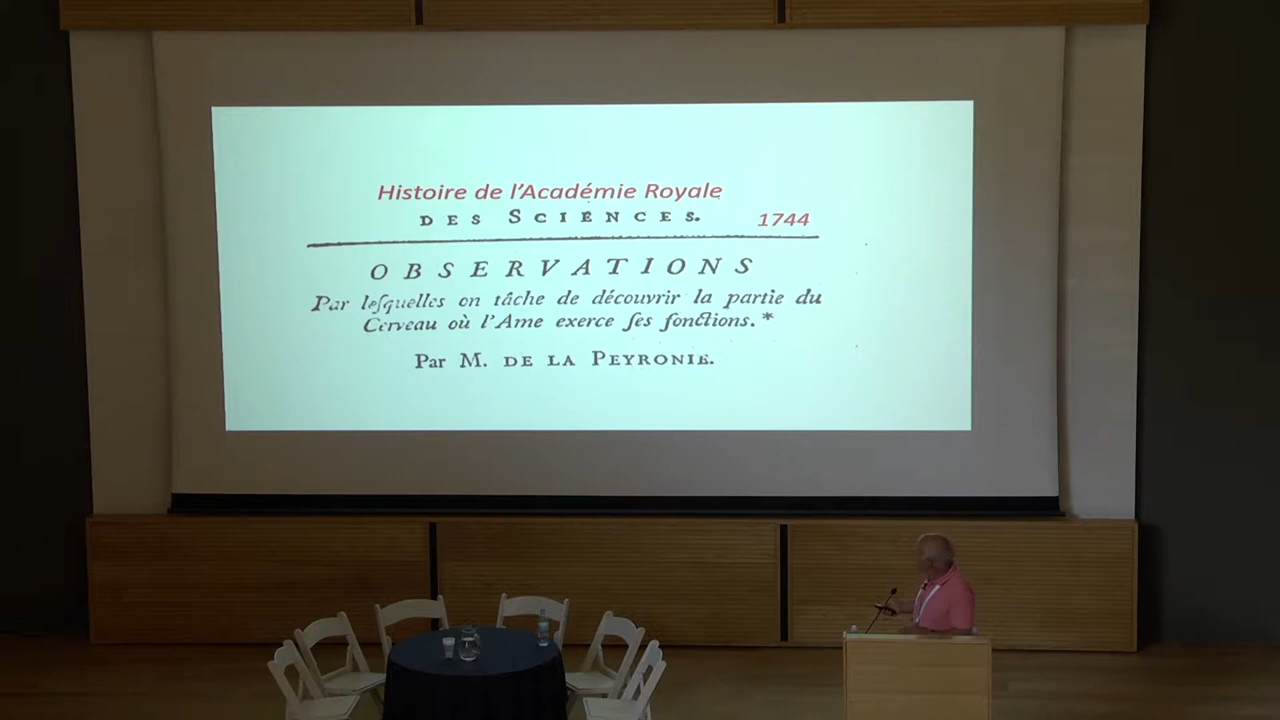 Histoire de l'Académie Royale
DES SCIENCES.
1744
OBSERVATIONS
Par leſquelles on tâche de découvrir la partie du
Cerveau où l'Ame exerce ſes fonctions.*
Par M. DE LA PEYRONIE.